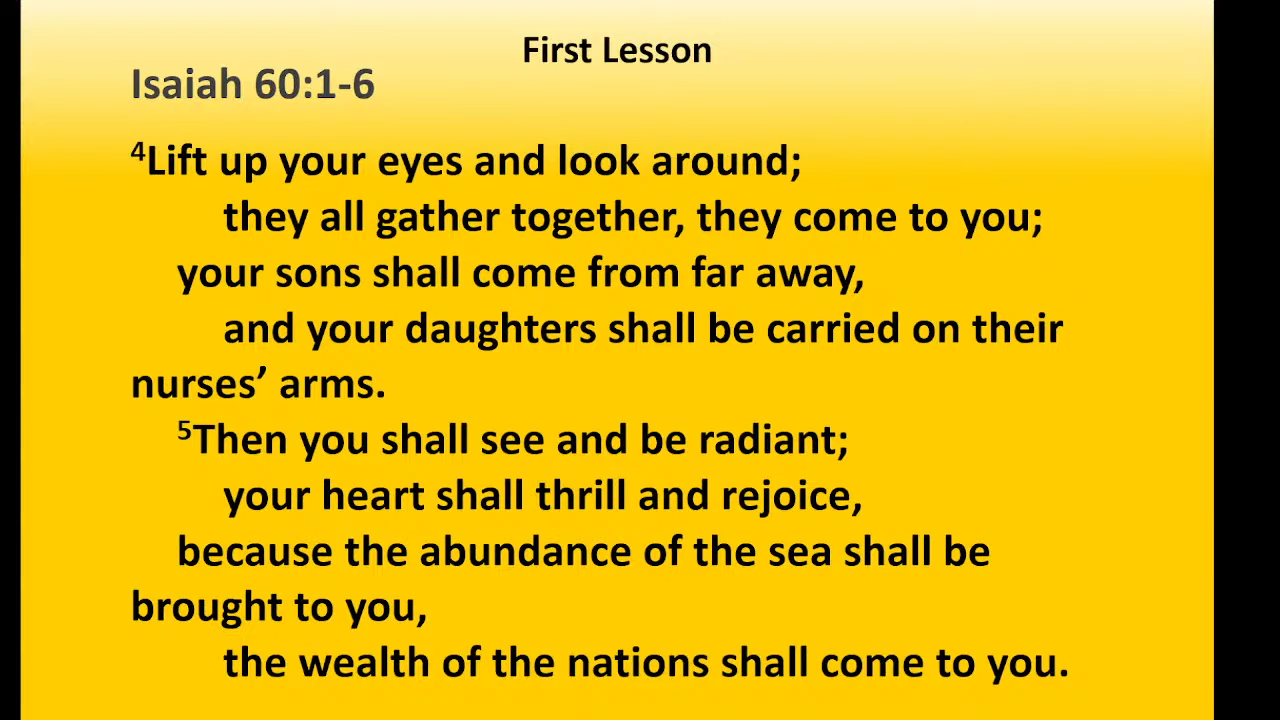 First Lesson
Isaiah 60:1-6
4Lift up your eyes and look around;
they all gather together, they come to you;
your sons shall come from far away,
and your daughters shall be carried on their
nurses’ arms.
5Then you shall see and be radiant;
your heart shall thrill and rejoice,
because the abundance of the sea shall be
brought to you,
the wealth of the nations shall come to you.